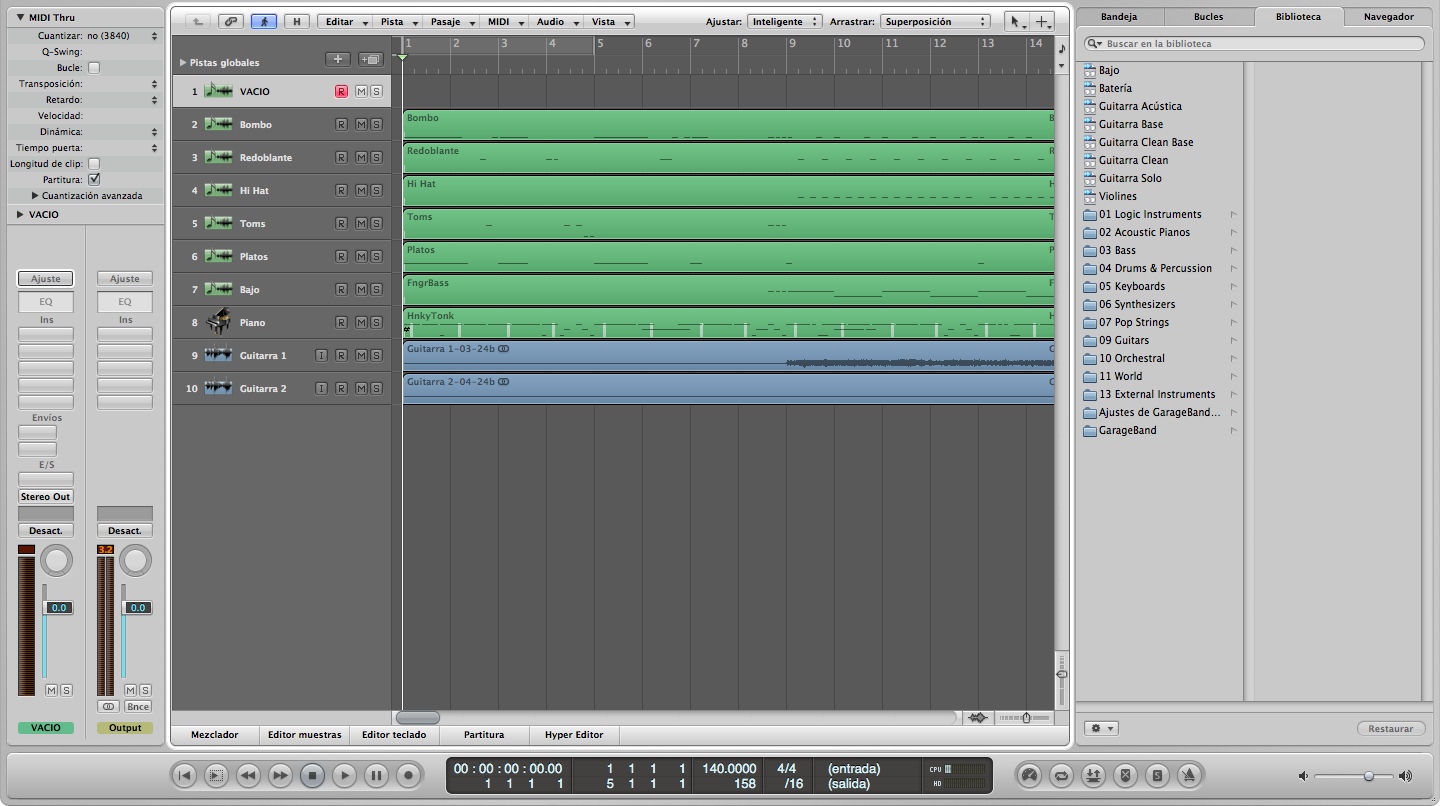 MIDI Thru
Cuantizar: no (3840)
Q-Swing:
Bucle:
Transposición:
Retardo:
Velocidad:
Dinámica:
Tiempo puerta:
Longitud de clip:
Partitura:
Cuantización avanzada
VACIO
Ajuste Ajuste
EQ EQ
Ins Ins
Envíos
E/S
Stereo Out
Desact. Desact.
3.2
0.0 0.0
M S M S
Bnce
VACIO Output
H Editar Pista Pasaje MIDI Audio Vista Ajustar: Inteligente Arrastrar: Superposición
Pistas globales
1 2 3 4 5 6 7 8 9 10 11 12 13 14
1 VACIO R M S
2 Bombo R M S
Bombo B
3 Redoblante R M S
Redoblante R
4 Hi Hat R M S
Hi Hat H
5 Toms R M S
Toms T
6 Platos R M S
Platos P
7 Bajo R M S
FngrBass F
8 Piano R M S
HnkyTonk H
9 Guitarra 1 I R M S
Guitarra 1-03-24b G
10 Guitarra 2 I R M S
Guitarra 2-04-24b G
Mezclador Editor muestras Editor teclado Partitura Hyper Editor
Bandeja Bucles Biblioteca Navegador
Buscar en la biblioteca
Bajo
Batería
Guitarra Acústica
Guitarra Base
Guitarra Clean Base
Guitarra Clean
Guitarra Solo
Violines
01 Logic Instruments
02 Acoustic Pianos
03 Bass
04 Drums & Percussion
05 Keyboards
06 Synthesizers
07 Pop Strings
09 Guitars
10 Orchestral
11 World
13 External Instruments
Ajustes de GarageBand...
GarageBand
Restaurar
00 : 00 : 00 : 00.00 1 1 1 1 140.0000 4/4 (entrada) CPU
1 1 1 1 5 1 1 1 158 /16 (salida) HD
S